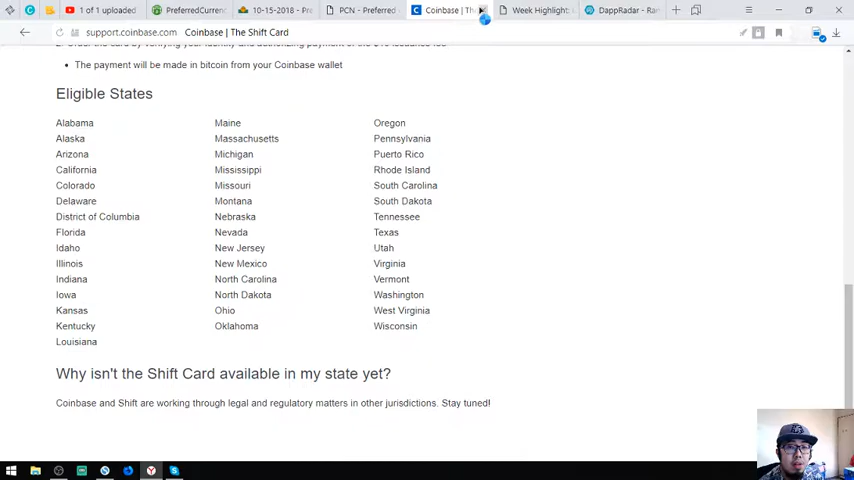 1 of 1 uploaded
PreferredCurren
10-15-2018 - Pr
PCN - Preferred
Coinbase | Th
Week Highlight:
DappRadar - Ra
support.coinbase.com Coinbase | The Shift Card
The payment will be made in bitcoin from your Coinbase wallet
Eligible States
Alabama Maine Oregon
Alaska Massachusetts Pennsylvania
Arizona Michigan Puerto Rico
California Mississippi Rhode Island
Colorado Missouri South Carolina
Delaware Montana South Dakota
District of Columbia Nebraska Tennessee
Florida Nevada Texas
Idaho New Jersey Utah
Illinois New Mexico Virginia
Indiana North Carolina Vermont
Iowa North Dakota Washington
Kansas Ohio West Virginia
Kentucky Oklahoma Wisconsin
Louisiana
Why isn't the Shift Card available in my state yet?
Coinbase and Shift are working through legal and regulatory matters in other jurisdictions. Stay tuned!